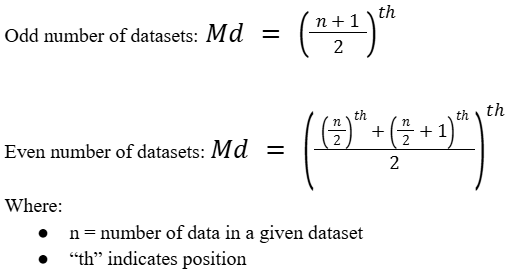 Odd number of datasets: Md = ((n + 1)/2)^th
Even number of datasets: Md = (((n/2)^th + (n/2 + 1)^th)/2)^th
Where:
● n = number of data in a given dataset
● “th” indicates position